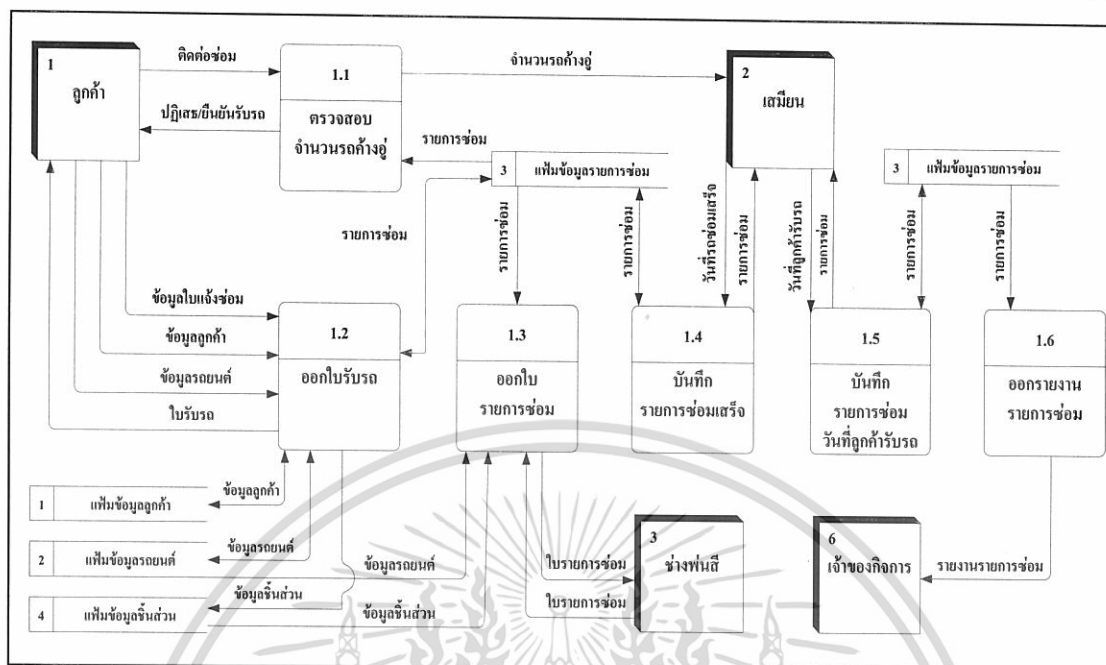 1
ลูกค้า
ติดต่อซ่อม
ปฏิเสธ/ยืนยันรับรถ
1.1
ตรวจสอบ
จำนวนรถค้างอู่
จำนวนรถค้างอู่
2
เสมียน
รายการซ่อม
3 แฟ้มข้อมูลรายการซ่อม
3 แฟ้มข้อมูลรายการซ่อม
รายการซ่อม
รายการซ่อม
รายการซ่อม
วันที่รถซ่อมเสร็จ
รายการซ่อม
วันที่ลูกค้ารับรถ
รายการซ่อม
รายการซ่อม
รายการซ่อม
ข้อมูลใบแจ้งซ่อม
ข้อมูลลูกค้า
ข้อมูลรถยนต์
ใบรับรถ
1.2
ออกใบรับรถ
1.3
ออกใบ
รายการซ่อม
1.4
บันทึก
รายการซ่อมเสร็จ
1.5
บันทึก
รายการซ่อม
วันที่ลูกค้ารับรถ
1.6
ออกรายงาน
รายการซ่อม
1 แฟ้มข้อมูลลูกค้า
ข้อมูลลูกค้า
2 แฟ้มข้อมูลรถยนต์
ข้อมูลรถยนต์
ข้อมูลรถยนต์
4 แฟ้มข้อมูลชิ้นส่วน
ข้อมูลชิ้นส่วน
ข้อมูลชิ้นส่วน
ใบรายการซ่อม
ใบรายการซ่อม
3
ช่างพ่นสี
6
เจ้าของกิจการ
รายงานรายการซ่อม